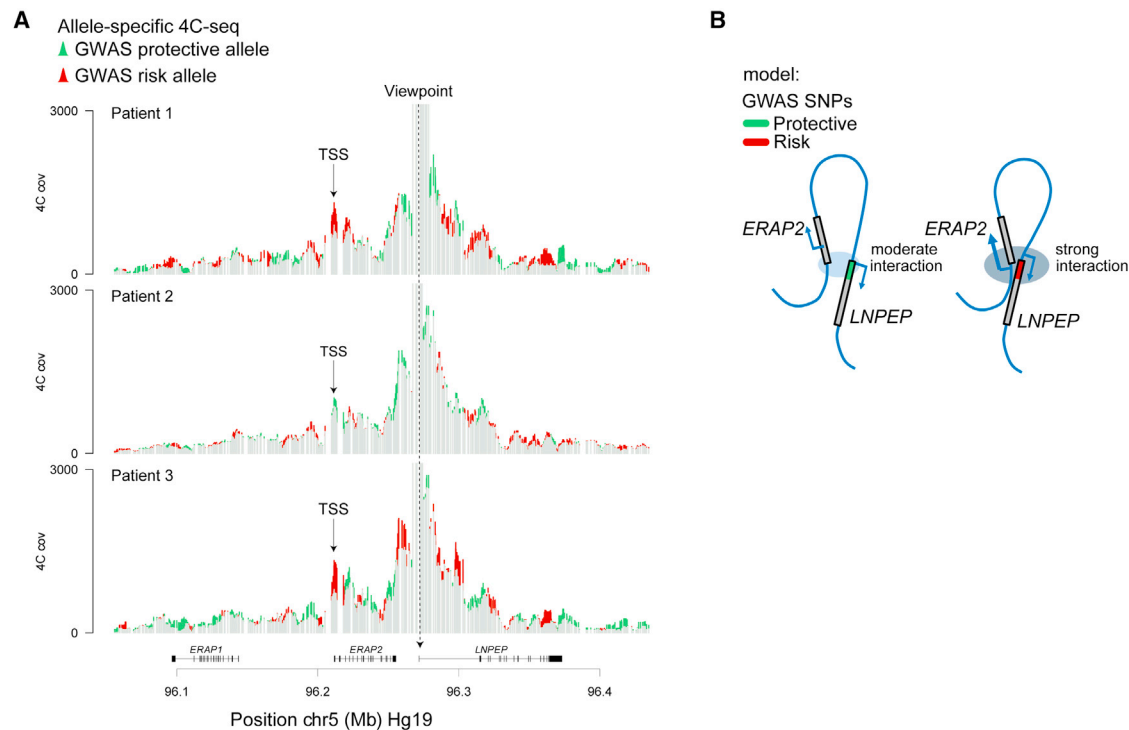 A
Allele-specific 4C-seq
GWAS protective allele
GWAS risk allele
Viewpoint
3000
Patient 1
TSS
4C cov
0
3000
Patient 2
TSS
4C cov
0
3000
Patient 3
TSS
4C cov
0
ERAP1
ERAP2
LNPEP
96.1
96.2
96.3
96.4
Position chr5 (Mb) Hg19
B
model:
GWAS SNPs
Protective
Risk
ERAP2
moderate
interaction
LNPEP
ERAP2
strong
interaction
LNPEP